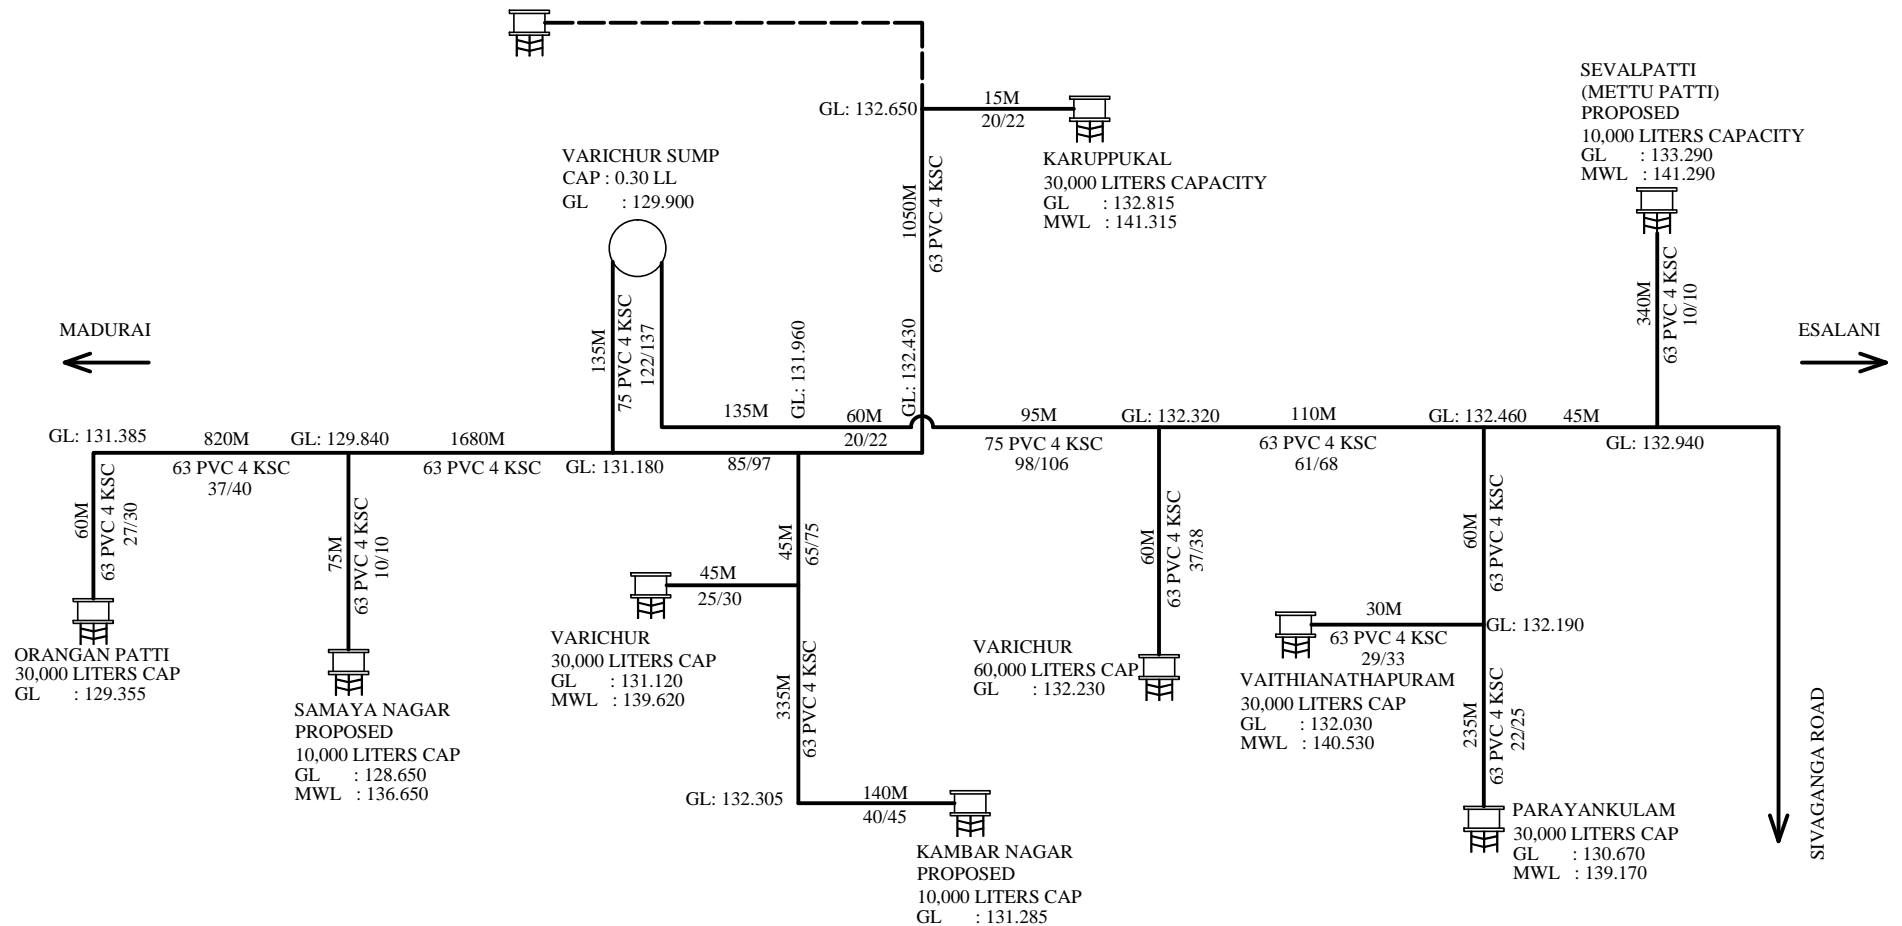 SEVALPATTI
(METTU PATTI)
PROPOSED
10,000 LITERS CAPACITY
GL : 133.290
MWL : 141.290
GL: 132.650
15M
20/22
KARUPPUKAL
30,000 LITERS CAPACITY
GL : 132.815
MWL : 141.315
VARICHUR SUMP
CAP : 0.30 LL
GL : 129.900
1050M
63 PVC 4 KSC
340M
63 PVC 4 KSC
10/10
MADURAI
ESALANI
135M
75 PVC 4 KSC
122/137
GL: 131.960
GL: 132.430
135M
60M
20/22
95M
75 PVC 4 KSC
98/106
GL: 132.320
110M
63 PVC 4 KSC
61/68
GL: 132.460
45M
GL: 132.940
GL: 131.385
820M
63 PVC 4 KSC
37/40
GL: 129.840
1680M
63 PVC 4 KSC
GL: 131.180
85/97
60M
63 PVC 4 KSC
27/30
75M
63 PVC 4 KSC
10/10
45M
65/75
45M
25/30
60M
63 PVC 4 KSC
37/38
60M
63 PVC 4 KSC
30M
63 PVC 4 KSC
29/33
GL: 132.190
ORANGAN PATTI
30,000 LITERS CAP
GL : 129.355
SAMAYA NAGAR
PROPOSED
10,000 LITERS CAP
GL : 128.650
MWL : 136.650
VARICHUR
30,000 LITERS CAP
GL : 131.120
MWL : 139.620
335M
63 PVC 4 KSC
VARICHUR
60,000 LITERS CAP
GL : 132.230
VAITHIANATHAPURAM
30,000 LITERS CAP
GL : 132.030
MWL : 140.530
235M
63 PVC 4 KSC
22/25
SIVAGANGA ROAD
GL: 132.305
140M
40/45
KAMBAR NAGAR
PROPOSED
10,000 LITERS CAP
GL : 131.285
PARAYANKULAM
30,000 LITERS CAP
GL : 130.670
MWL : 139.170